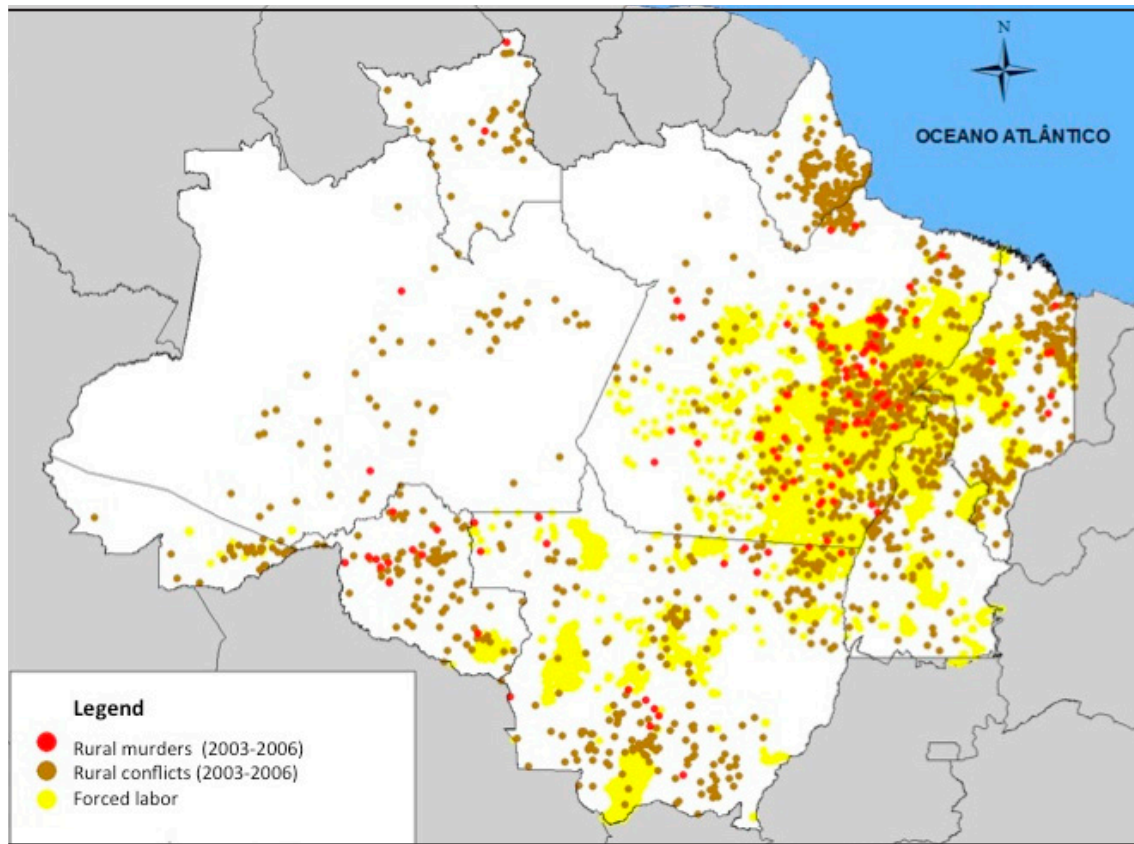 N
OCEANO ATLÂNTICO
Legend
Rural murders (2003-2006)
Rural conflicts (2003-2006)
Forced labor